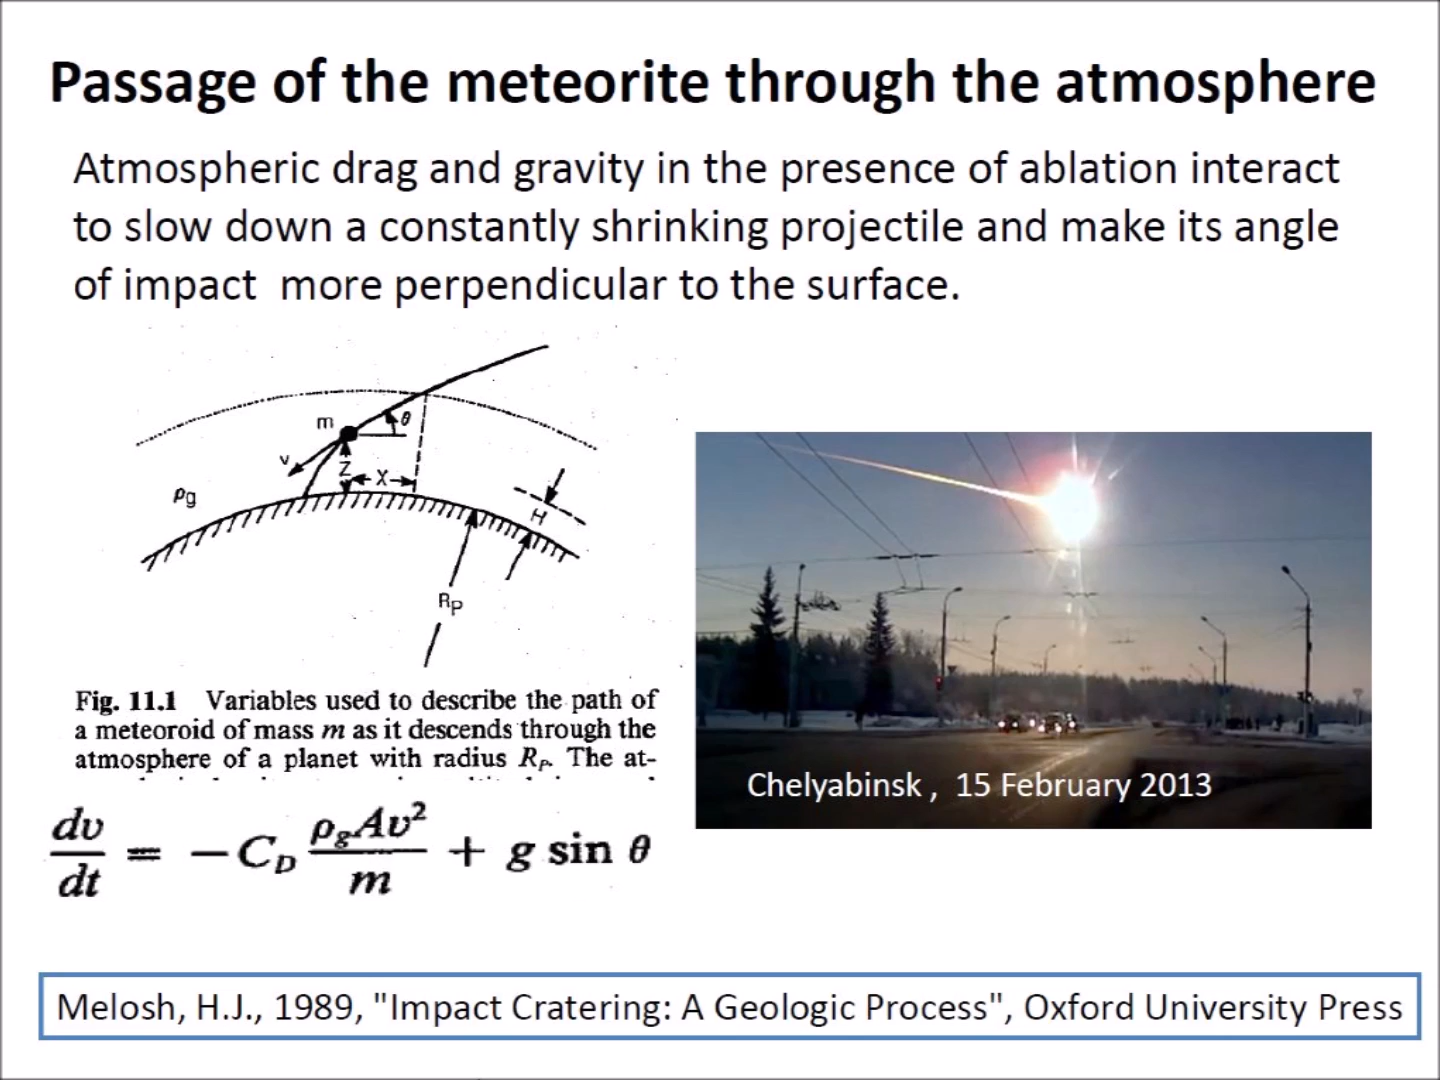 Passage of the meteorite through the atmosphere
Atmospheric drag and gravity in the presence of ablation interact
to slow down a constantly shrinking projectile and make its angle
of impact more perpendicular to the surface.
m
θ
v
Z
X
ρg
H
RP
Fig. 11.1 Variables used to describe the path of
a meteoroid of mass m as it descends through the
atmosphere of a planet with radius RP. The at-
dv/dt = −CD ρgAv²/m + g sin θ
Chelyabinsk , 15 February 2013
Melosh, H.J., 1989, "Impact Cratering: A Geologic Process", Oxford University Press